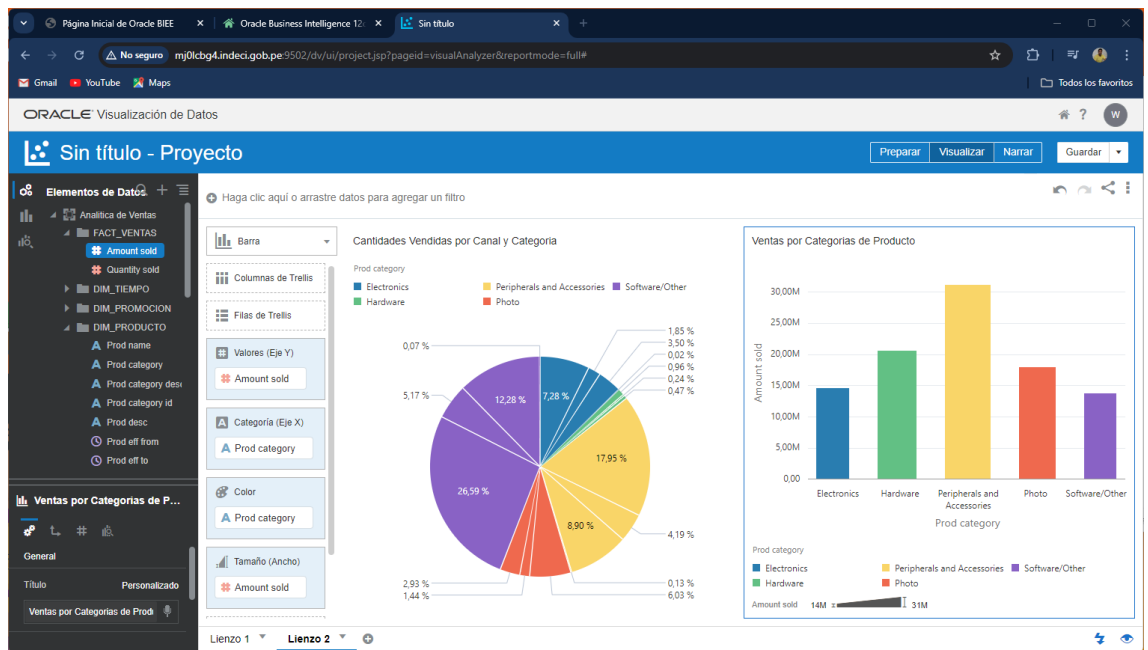 Página Inicial de Oracle BIEE
Oracle Business Intelligence 12c
Sin título
No seguro mj0lcbg4.indeci.gob.pe:9502/dv/ui/project.jsp?pageid=visualAnalyzer&reportmode=full#
Gmail YouTube Maps Todos los favoritos
ORACLE Visualización de Datos
W
Sin título - Proyecto
Preparar Visualizar Narrar Guardar
Elementos de Datos
Analítica de Ventas
FACT_VENTAS
Amount sold
Quantity sold
DIM_TIEMPO
DIM_PROMOCION
DIM_PRODUCTO
Prod name
Prod category
Prod category desc
Prod category id
Prod desc
Prod eff from
Prod eff to
Ventas por Categorias de P...
General
Título Personalizado
Ventas por Categorias de Prod
Haga clic aquí o arrastre datos para agregar un filtro
Barra
Columnas de Trellis
Filas de Trellis
Valores (Eje Y)
Amount sold
Categoría (Eje X)
Prod category
Color
Prod category
Tamaño (Ancho)
Amount sold
Cantidades Vendidas por Canal y Categoria
Prod category
Electronics Peripherals and Accessories Software/Other
Hardware Photo
1,85 %
3,50 %
0,02 %
0,96 %
0,24 %
0,47 %
0,07 %
5,17 %
12,28 %
7,28 %
17,95 %
26,59 %
8,90 %
4,19 %
0,13 %
6,03 %
2,93 %
1,44 %
Ventas por Categorias de Producto
Amount sold
30,00M
25,00M
20,00M
15,00M
10,00M
5,00M
0,00
Electronics Hardware Peripherals and Accessories Photo Software/Other
Prod category
Prod category
Electronics Peripherals and Accessories Software/Other
Hardware Photo
Amount sold 14M 31M
Lienzo 1 Lienzo 2